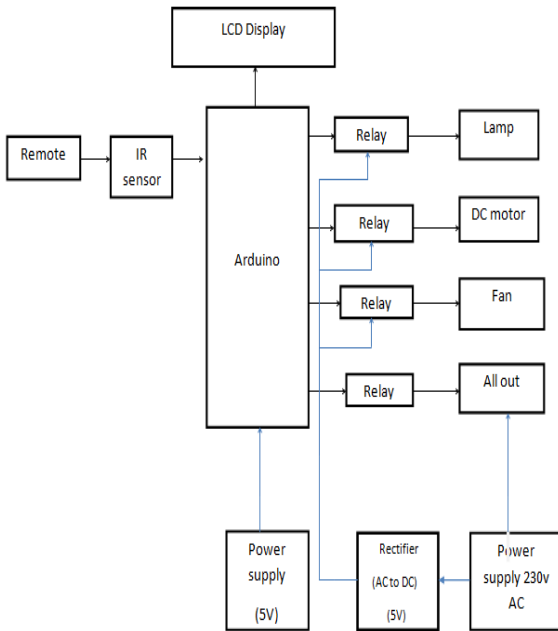 LCD Display
Remote
IR
sensor
Arduino
Relay
Lamp
Relay
DC motor
Relay
Fan
Relay
All out
Power
supply
(5V)
Rectifier
(AC to DC)
(5V)
Power
supply 230v
AC